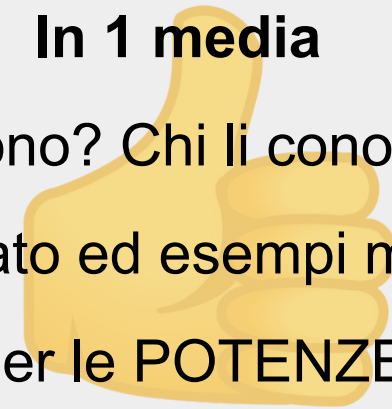 In 1 media
ono? Chi li cono
ato ed esempi m
er le POTENZE